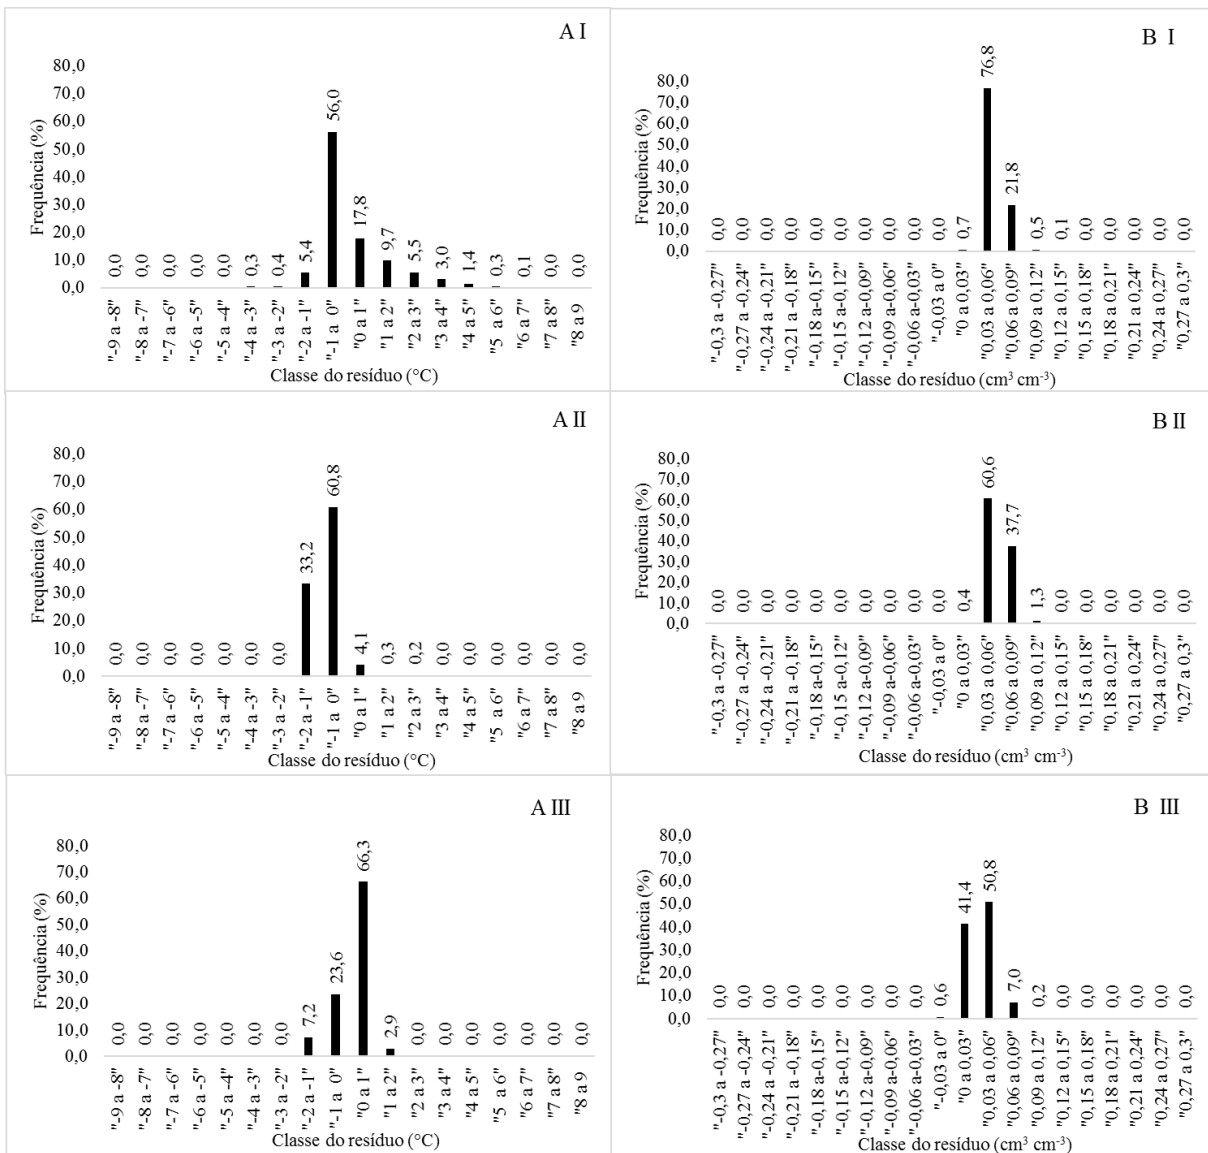 A I
Frequência (%)
80,0
70,0
60,0
50,0
40,0
30,0
20,0
10,0
0,0
0,0 0,0 0,0 0,0 0,0 0,3 0,4 5,4 56,0 17,8 9,7 5,5 3,0 1,4 0,3 0,1 0,0 0,0
"-9 a -8" "-8 a -7" "-7 a -6" "-6 a -5" "-5 a -4" "-4 a -3" "-3 a -2" "-2 a -1" "-1 a 0" "0 a 1" "1 a 2" "2 a 3" "3 a 4" "4 a 5" "5 a 6" "6 a 7" "7 a 8" "8 a 9
Classe do resíduo (°C)
B I
Frequência (%)
80,0
70,0
60,0
50,0
40,0
30,0
20,0
10,0
0,0
0,0 0,0 0,0 0,0 0,0 0,0 0,0 0,0 0,0 0,0 0,7 76,8 21,8 0,5 0,1 0,0 0,0 0,0 0,0 0,0
"-0,3 a -0,27" "-0,27 a -0,24" "-0,24 a -0,21" "-0,21 a -0,18" "-0,18 a-0,15" "-0,15 a-0,12" "-0,12 a-0,09" "-0,09 a-0,06" "-0,06 a-0,03" "-0,03 a 0" "0 a 0,03" "0,03 a 0,06" "0,06 a 0,09" "0,09 a 0,12" "0,12 a 0,15" "0,15 a 0,18" "0,18 a 0,21" "0,21 a 0,24" "0,24 a 0,27" "0,27 a 0,3"
Classe do resíduo (cm³ cm⁻³)
A II
Frequência (%)
80,0
70,0
60,0
50,0
40,0
30,0
20,0
10,0
0,0
0,0 0,0 0,0 0,0 0,0 0,0 0,0 33,2 60,8 4,1 0,3 0,2 0,0 0,0 0,0 0,0 0,0 0,0
"-9 a -8" "-8 a -7" "-7 a -6" "-6 a -5" "-5 a -4" "-4 a -3" "-3 a -2" "-2 a -1" "-1 a 0" "0 a 1" "1 a 2" "2 a 3" "3 a 4" "4 a 5" "5 a 6" "6 a 7" "7 a 8" "8 a 9
Classe do resíduo (°C)
B II
Frequência (%)
80,0
70,0
60,0
50,0
40,0
30,0
20,0
10,0
0,0
0,0 0,0 0,0 0,0 0,0 0,0 0,0 0,0 0,0 0,0 0,4 60,6 37,7 1,3 0,0 0,0 0,0 0,0 0,0 0,0
"-0,3 a -0,27" "-0,27 a -0,24" "-0,24 a -0,21" "-0,21 a -0,18" "-0,18 a-0,15" "-0,15 a-0,12" "-0,12 a-0,09" "-0,09 a-0,06" "-0,06 a-0,03" "-0,03 a 0" "0 a 0,03" "0,03 a 0,06" "0,06 a 0,09" "0,09 a 0,12" "0,12 a 0,15" "0,15 a 0,18" "0,18 a 0,21" "0,21 a 0,24" "0,24 a 0,27" "0,27 a 0,3"
Classe do resíduo (cm³ cm⁻³)
A III
Frequência (%)
80,0
70,0
60,0
50,0
40,0
30,0
20,0
10,0
0,0
0,0 0,0 0,0 0,0 0,0 0,0 0,0 7,2 23,6 66,3 2,9 0,0 0,0 0,0 0,0 0,0 0,0 0,0
"-9 a -8" "-8 a -7" "-7 a -6" "-6 a -5" "-5 a -4" "-4 a -3" "-3 a -2" "-2 a -1" "-1 a 0" "0 a 1" "1 a 2" "2 a 3" "3 a 4" "4 a 5" "5 a 6" "6 a 7" "7 a 8" "8 a 9
Classe do resíduo (°C)
B III
Frequência (%)
80,0
70,0
60,0
50,0
40,0
30,0
20,0
10,0
0,0
0,0 0,0 0,0 0,0 0,0 0,0 0,0 0,0 0,0 0,6 41,4 50,8 7,0 0,2 0,0 0,0 0,0 0,0 0,0 0,0
"-0,3 a -0,27" "-0,27 a -0,24" "-0,24 a -0,21" "-0,21 a -0,18" "-0,18 a-0,15" "-0,15 a-0,12" "-0,12 a-0,09" "-0,09 a-0,06" "-0,06 a-0,03" "-0,03 a 0" "0 a 0,03" "0,03 a 0,06" "0,06 a 0,09" "0,09 a 0,12" "0,12 a 0,15" "0,15 a 0,18" "0,18 a 0,21" "0,21 a 0,24" "0,24 a 0,27" "0,27 a 0,3"
Classe do resíduo (cm³ cm⁻³)